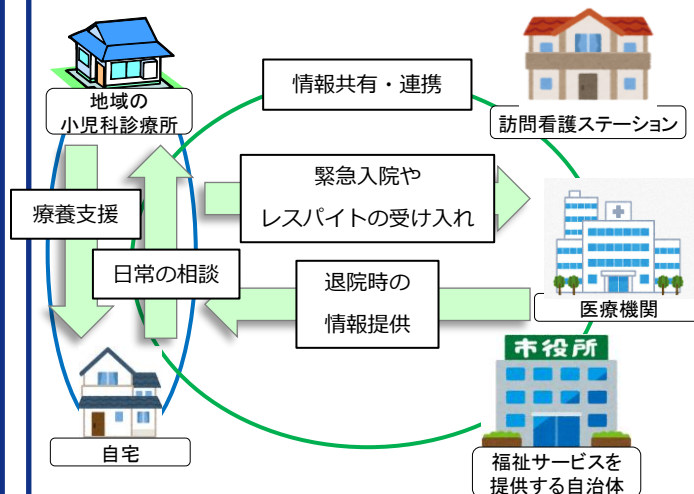 地域の
小児科診療所
情報共有・連携
訪問看護ステーション
緊急入院や
レスパイトの受け入れ
療養支援
日常の相談
退院時の
情報提供
医療機関
市役所
自宅
福祉サービスを
提供する自治体